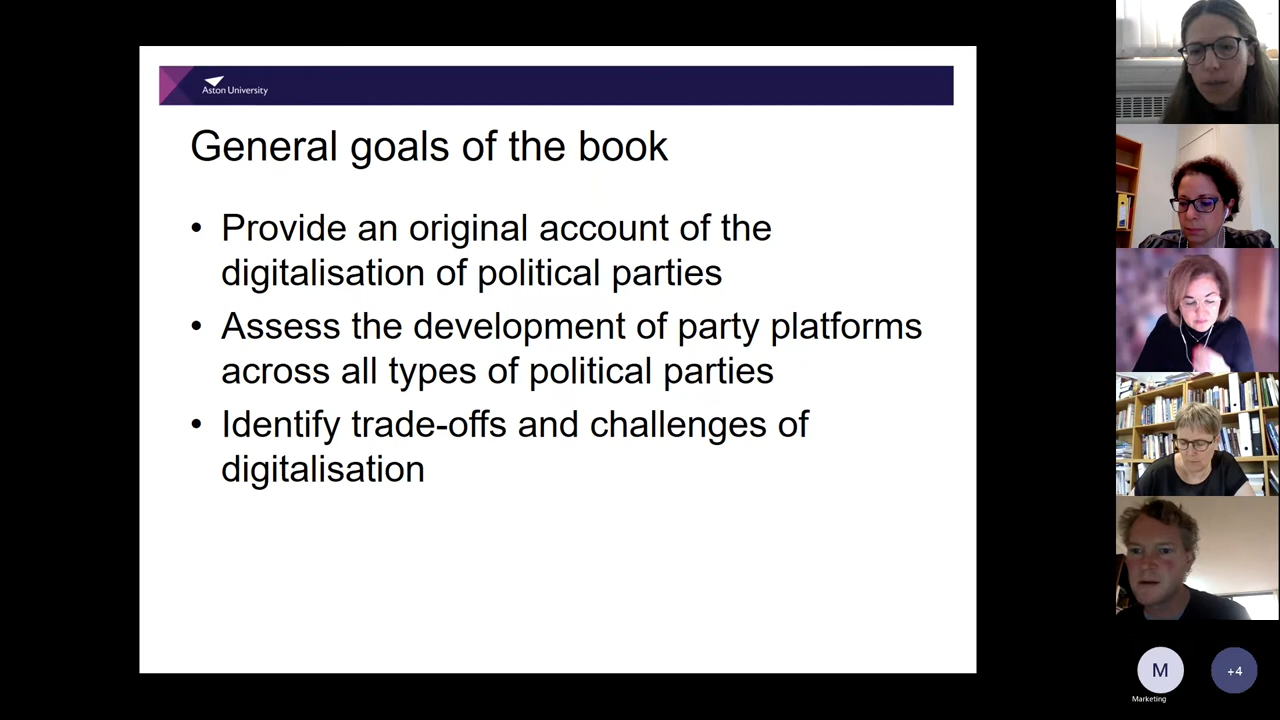 Aston University
General goals of the book
• Provide an original account of the
digitalisation of political parties
• Assess the development of party platforms
across all types of political parties
• Identify trade-offs and challenges of
digitalisation
M
+4
Marketing